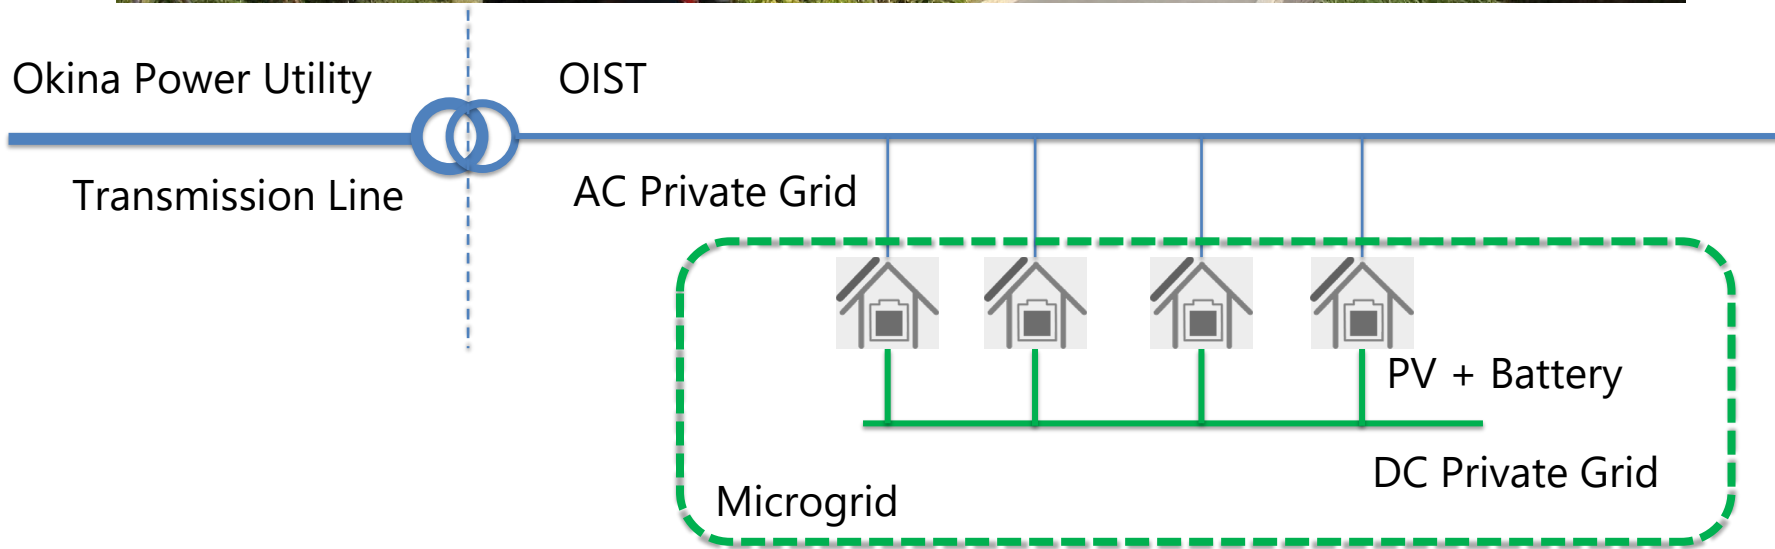 Okina Power Utility
OIST
Transmission Line
AC Private Grid
PV + Battery
DC Private Grid
Microgrid